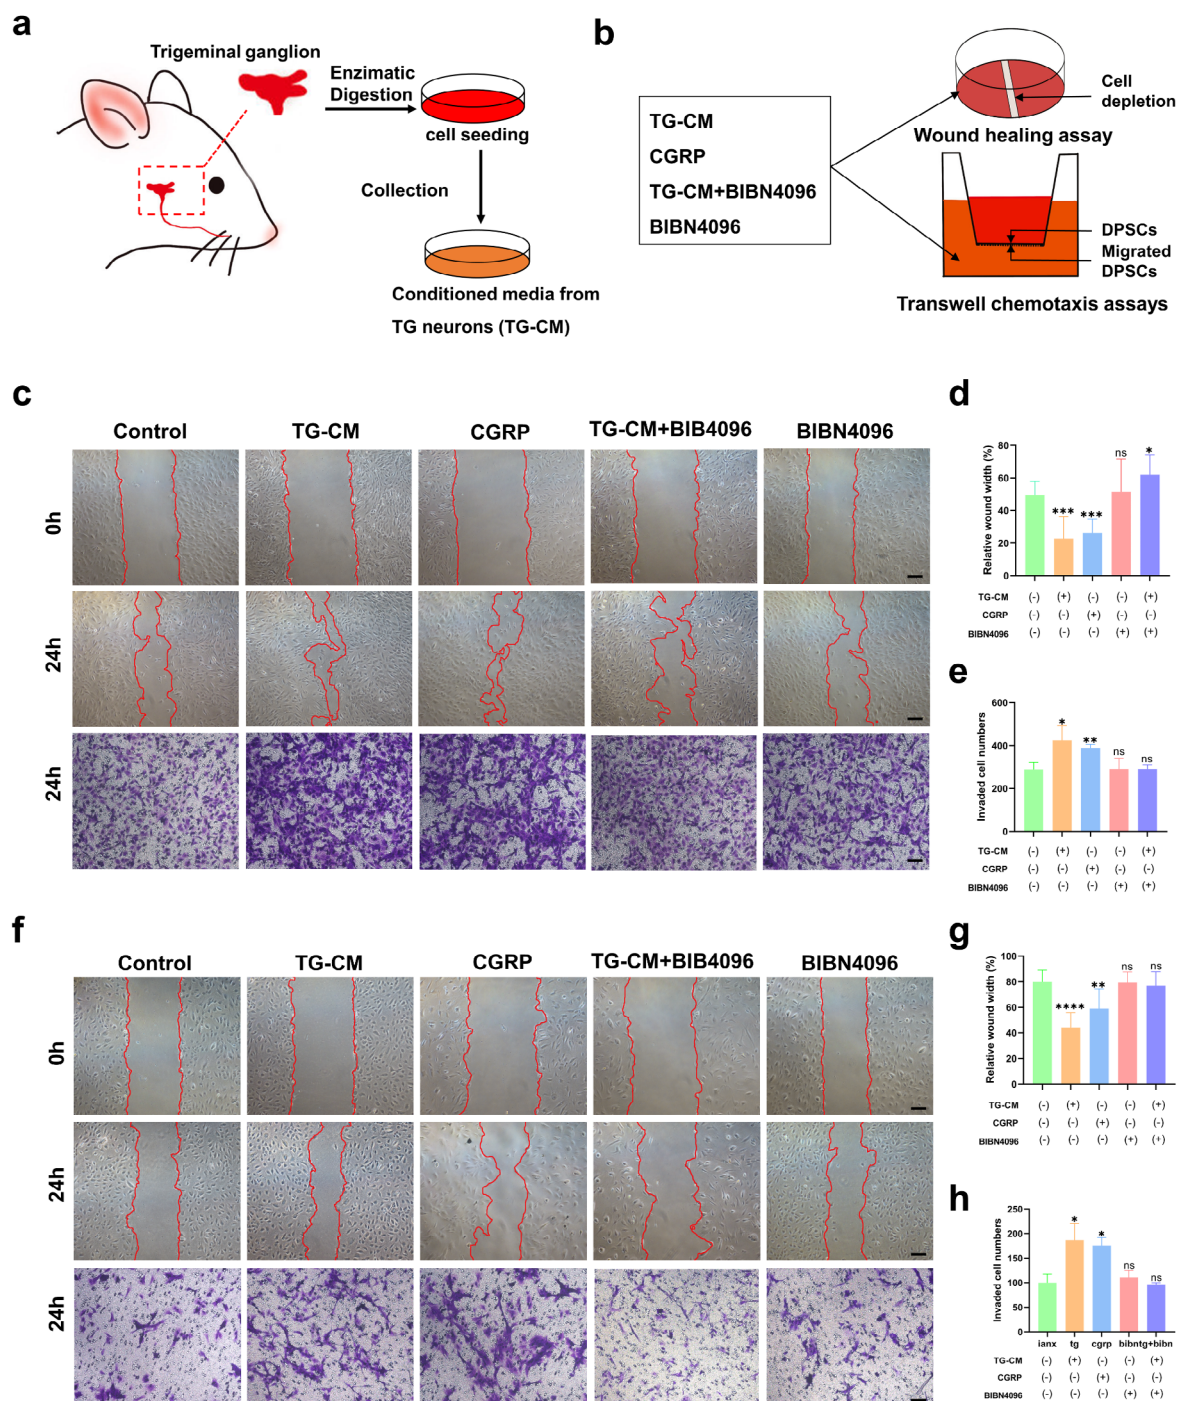 a
Trigeminal ganglion
Enzimatic
Digestion
cell seeding
Collection
Conditioned media from
TG neurons (TG-CM)
b
TG-CM
CGRP
TG-CM+BIBN4096
BIBN4096
Cell
depletion
Wound healing assay
DPSCs
Migrated
DPSCs
Transwell chemotaxis assays
c
Control TG-CM CGRP TG-CM+BIB4096 BIBN4096
0h
24h
24h
d
Relative wound width (%)
80
60
40
20
0
*** *** ns *
TG-CM (-) (+) (-) (-) (+)
CGRP (-) (-) (+) (-) (-)
BIBN4096 (-) (-) (-) (+) (+)
e
Invaded cell numbers
600
400
200
0
* ** ns ns
TG-CM (-) (+) (-) (-) (+)
CGRP (-) (-) (+) (-) (-)
BIBN4096 (-) (-) (-) (+) (+)
f
Control TG-CM CGRP TG-CM+BIB4096 BIBN4096
0h
24h
24h
g
Relative wound width (%)
100
80
60
40
20
0
**** ** ns ns
TG-CM (-) (+) (-) (-) (+)
CGRP (-) (-) (+) (-) (-)
BIBN4096 (-) (-) (-) (+) (+)
h
Invaded cell numbers
250
200
150
100
50
0
* * ns ns
ianx tg cgrp bibntg+bibn
TG-CM (-) (+) (-) (-) (+)
CGRP (-) (-) (+) (-) (-)
BIBN4096 (-) (-) (-) (+) (+)